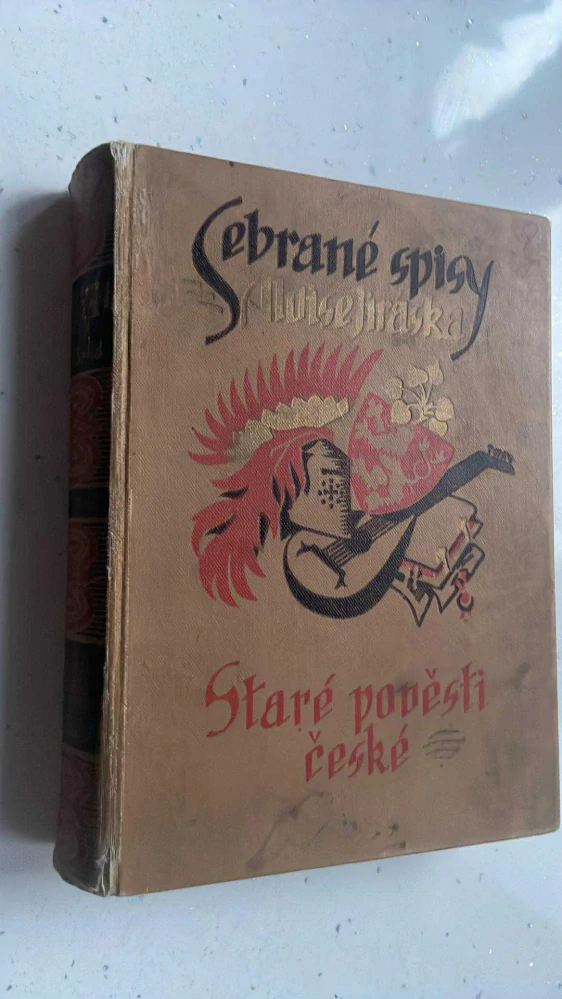 Sebrané spisy
Aloise Jiráska
Staré pověsti
české